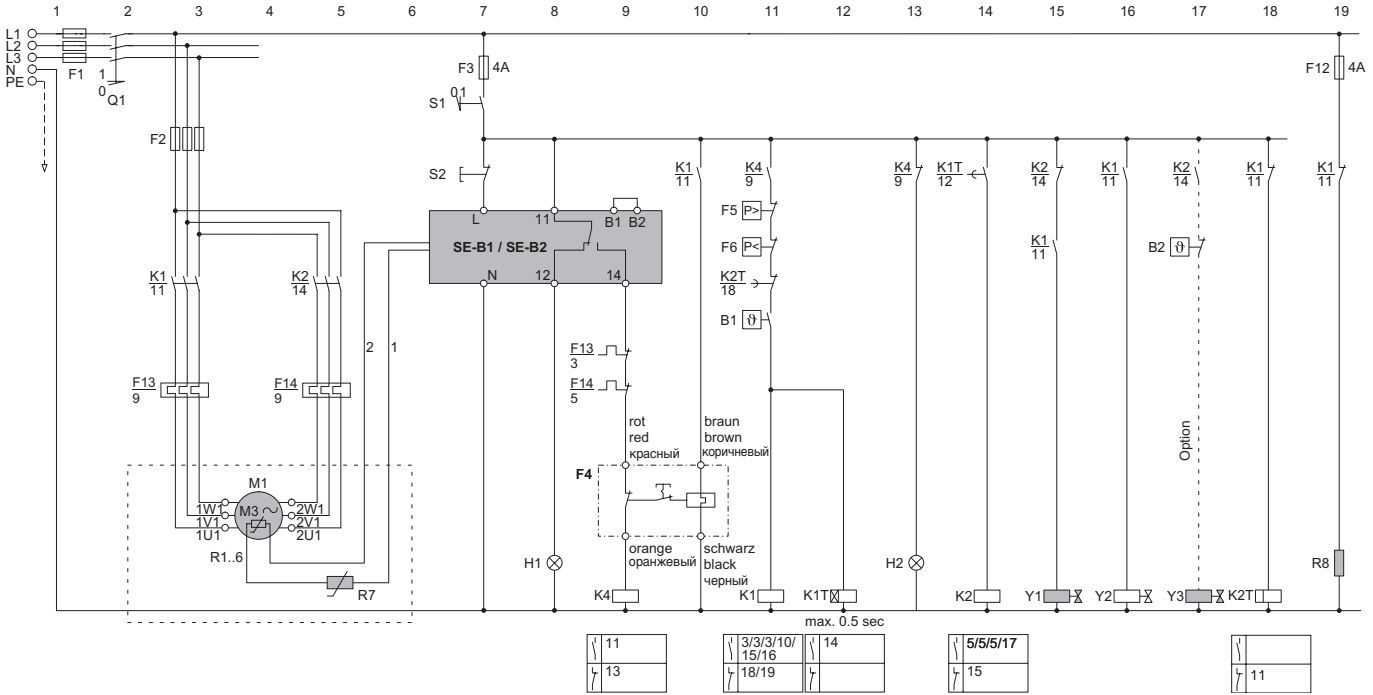 1 2 3 4 5 6 7 8 9 10 11 12 13 14 15 16 17 18 19
L1
L2
L3
N
PE
F1
1
0
Q1
F3
4A
F12
4A
S1
01
F2
S2
K1
11
K4
9
K4
9
K1T
12
K2
14
K1
11
K2
14
K1
11
K1
11
L
11
B1
B2
SE-B1 / SE-B2
N
12
14
F5
P>
F6
P<
K2T
18
B1
ϑ
K1
11
B2
ϑ
K1
11
K2
14
2
1
F13
3
F14
5
F13
9
F14
9
rot
red
красный
braun
brown
коричневый
Option
F4
M1
M3
1W1
1V1
1U1
2W1
2V1
2U1
R1..6
R7
orange
оранжевый
schwarz
black
черный
H1
H2
R8
K4
K1
K1T
K2
Y1
Y2
Y3
K2T
max. 0.5 sec
11
13
3/3/3/10/
15/16
18/19
14
5/5/5/17
15
11